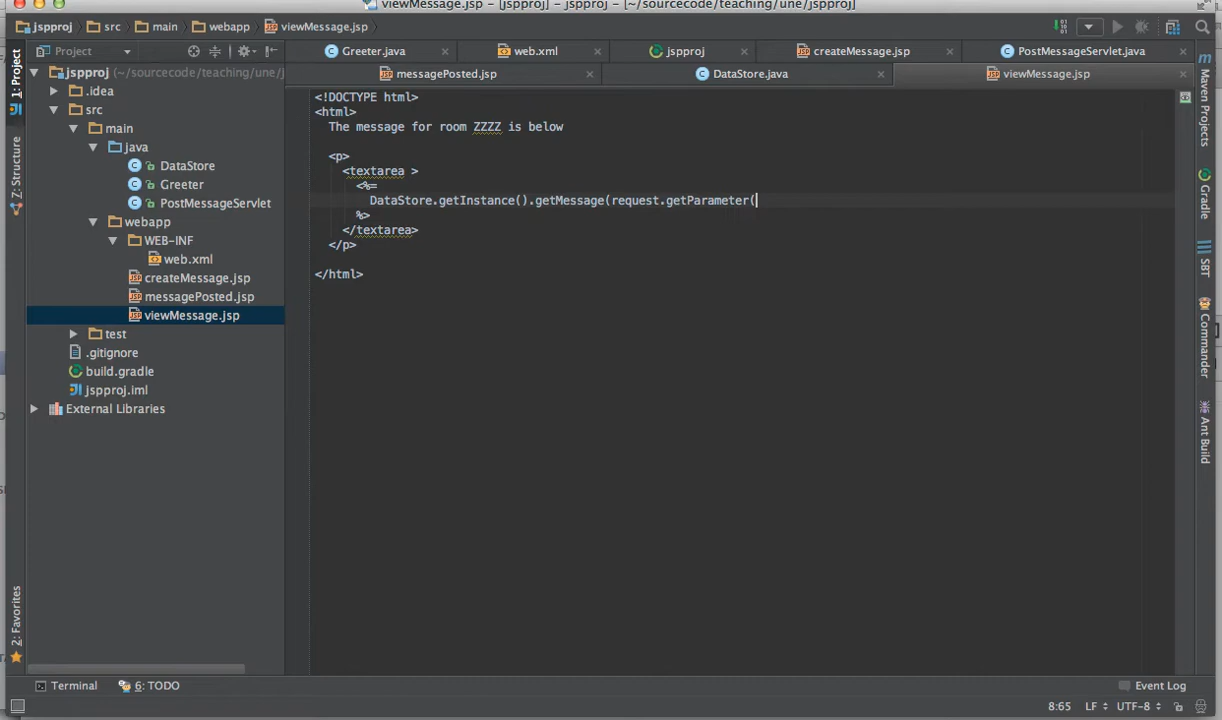 viewMessage.jsp - [jspproj] - jspproj - [~/sourcecode/teaching/une/jspproj]
jspproj src main webapp viewMessage.jsp
Project
Greeter.java web.xml jspproj createMessage.jsp PostMessageServlet.java
messagePosted.jsp DataStore.java viewMessage.jsp
1: Project
Z: Structure
2: Favorites
jspproj (~/sourcecode/teaching/une/j
.idea
src
main
java
DataStore
Greeter
PostMessageServlet
webapp
WEB-INF
web.xml
createMessage.jsp
messagePosted.jsp
viewMessage.jsp
test
.gitignore
build.gradle
jspproj.iml
External Libraries
<!DOCTYPE html>
<html>
The message for room ZZZZ is below
<p>
<textarea >
<%=
DataStore.getInstance().getMessage(request.getParameter(
%>
</textarea>
</p>
</html>
Maven Projects
Gradle
SBT
Commander
Ant Build
Terminal 6: TODO Event Log
8:65 LF UTF-8